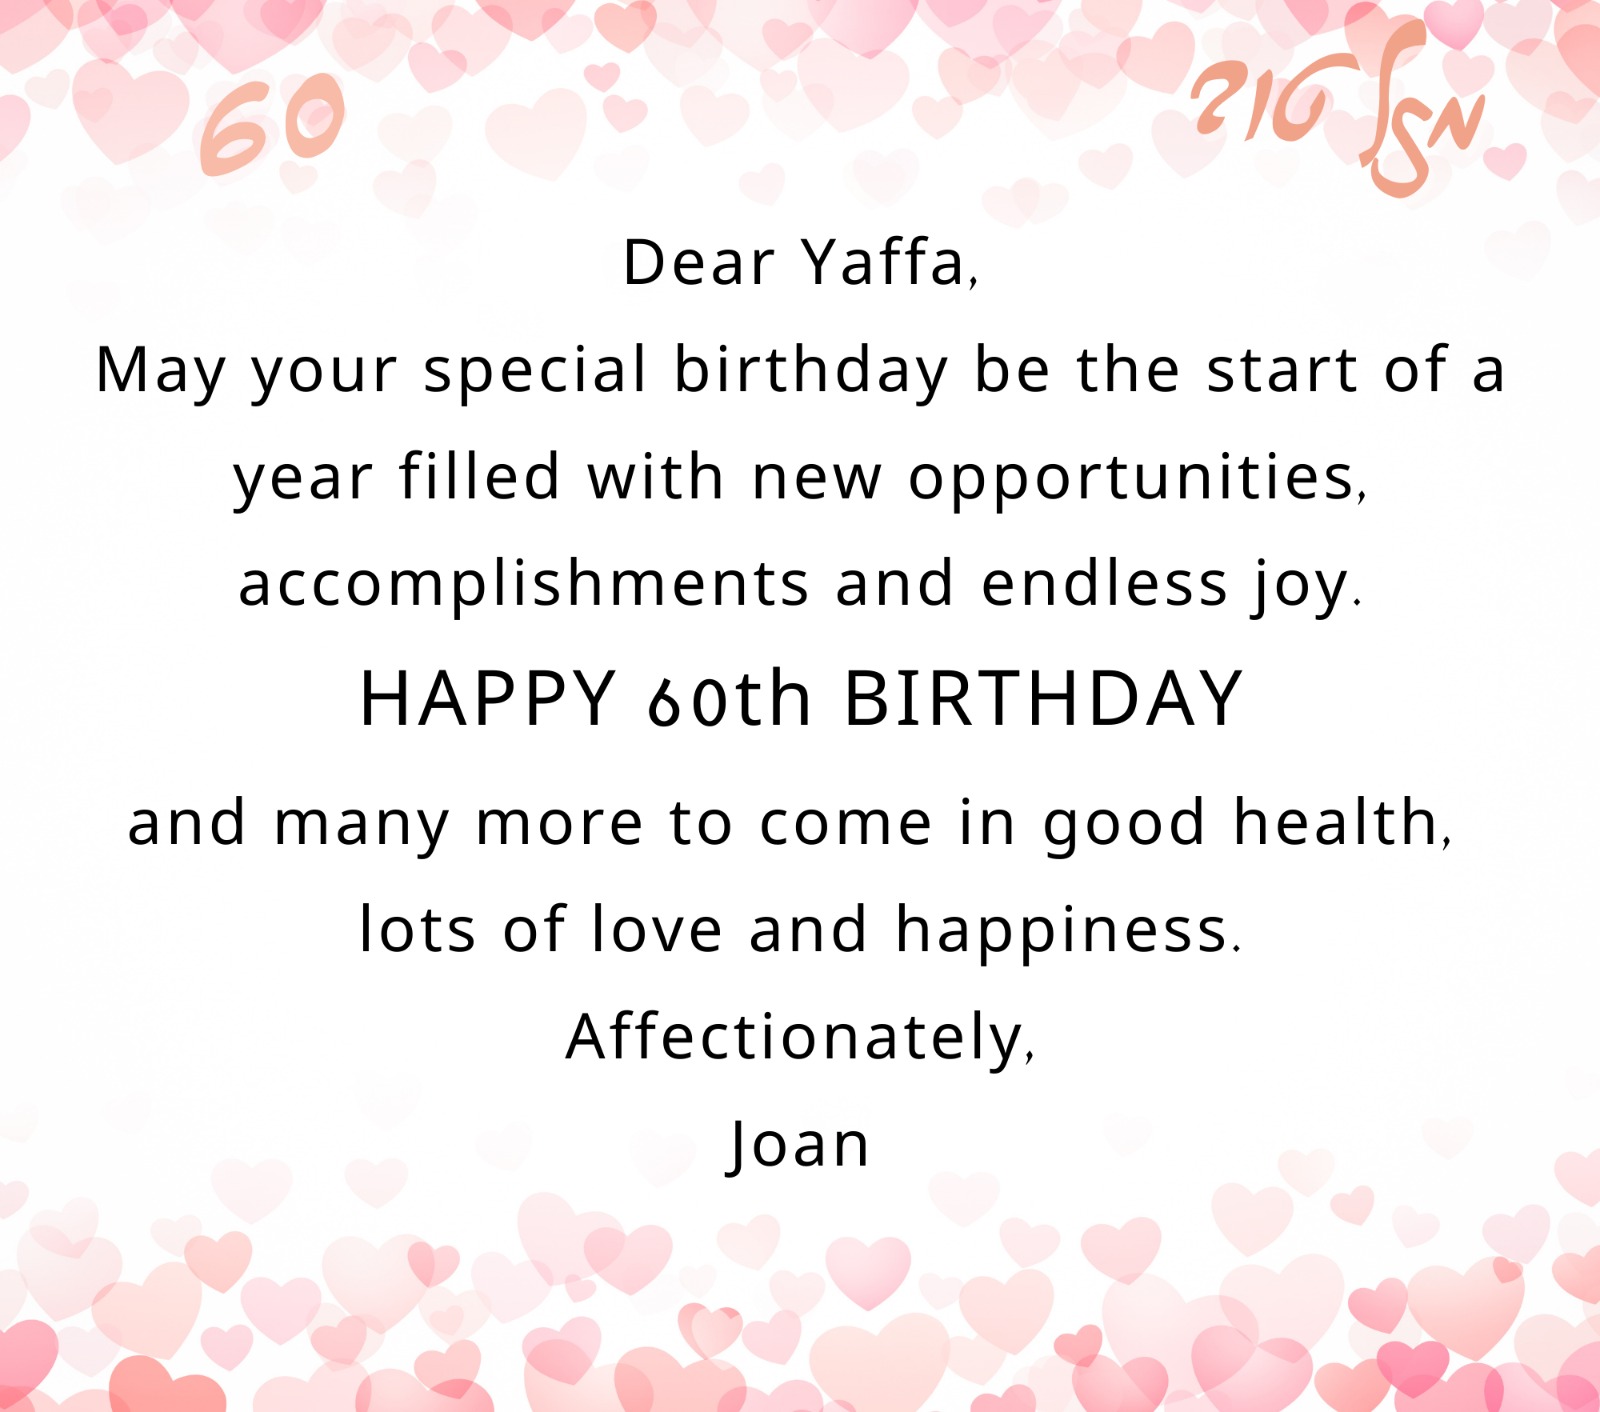 60
מזל טוב
Dear Yaffa,
May your special birthday be the start of a
year filled with new opportunities,
accomplishments and endless joy.
HAPPY 60th BIRTHDAY
and many more to come in good health,
lots of love and happiness.
Affectionately,
Joan